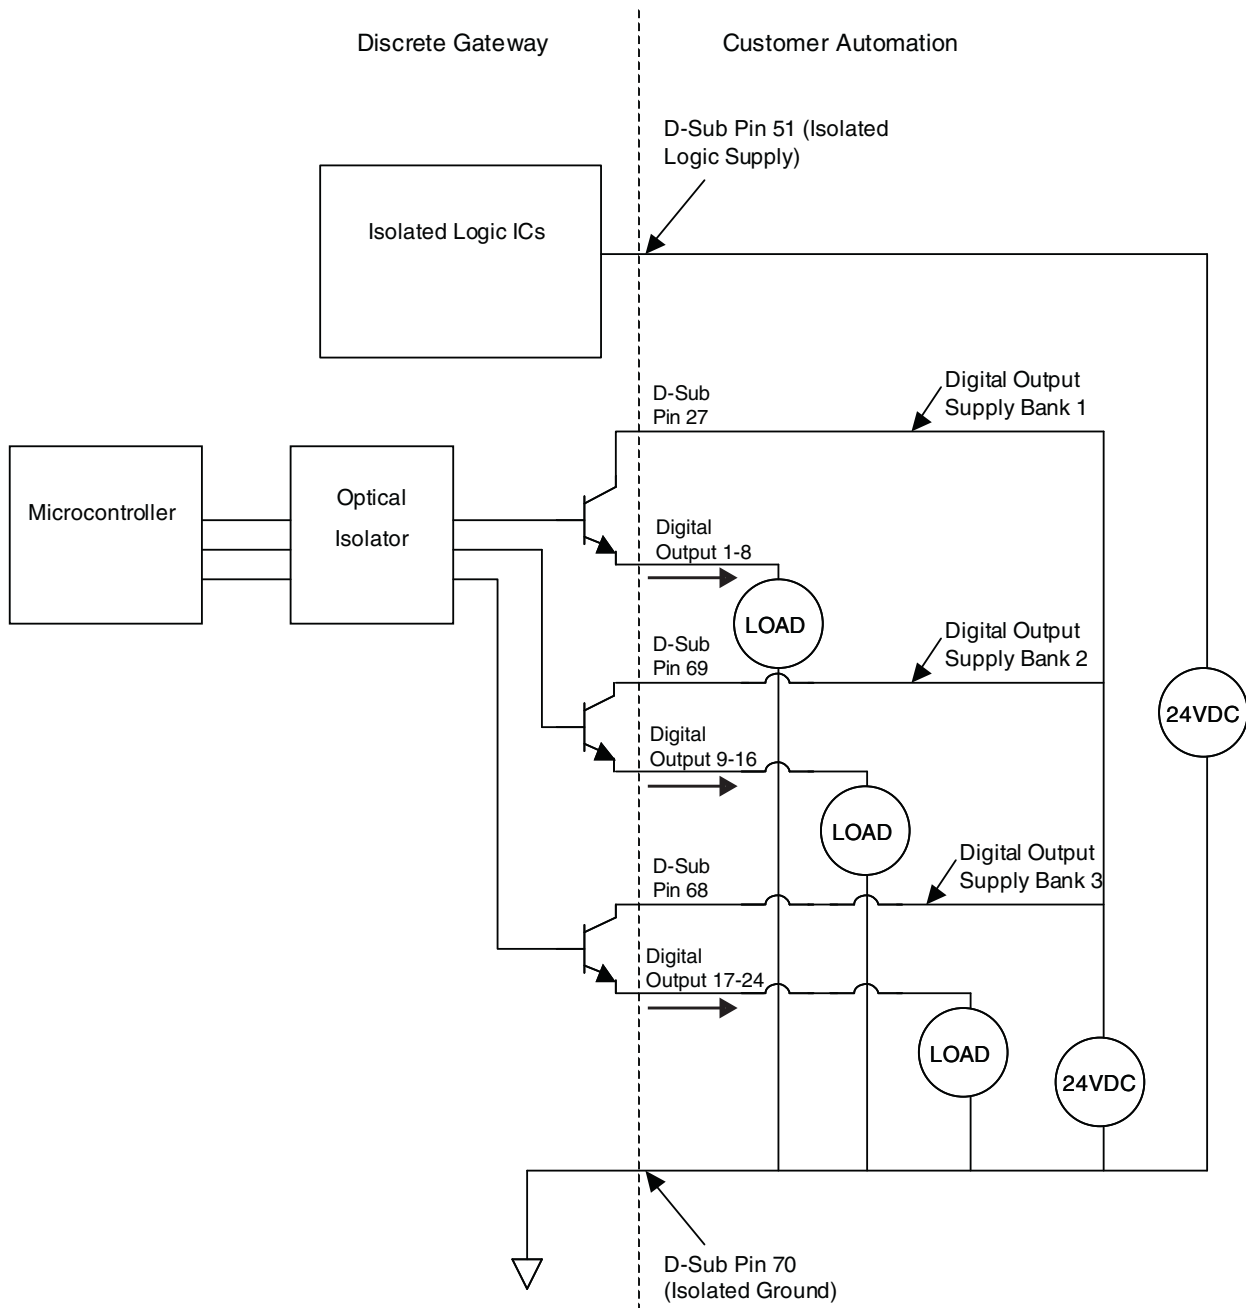 Discrete Gateway
Customer Automation
D-Sub Pin 51 (Isolated
Logic Supply)
Isolated Logic ICs
D-Sub
Pin 27
Digital Output
Supply Bank 1
Microcontroller
Optical
Isolator
Digital
Output 1-8
LOAD
D-Sub
Pin 69
Digital Output
Supply Bank 2
24VDC
Digital
Output 9-16
LOAD
D-Sub
Pin 68
Digital Output
Supply Bank 3
Digital
Output 17-24
LOAD
24VDC
D-Sub Pin 70
(Isolated Ground)